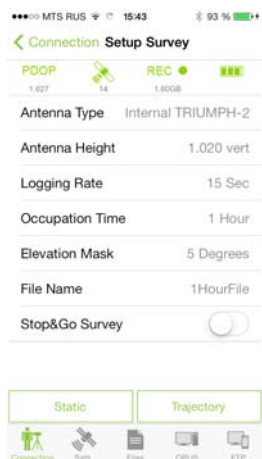 MTS RUS 15:43 93 %
Connection Setup Survey
PDOP REC
1.627 14 1.60GB
Antenna Type Internal TRIUMPH-2
Antenna Height 1.020 vert
Logging Rate 15 Sec
Occupation Time 1 Hour
Elevation Mask 5 Degrees
File Name 1HourFile
Stop&Go Survey
Static Trajectory
Connection Sats Files OPUS FTP